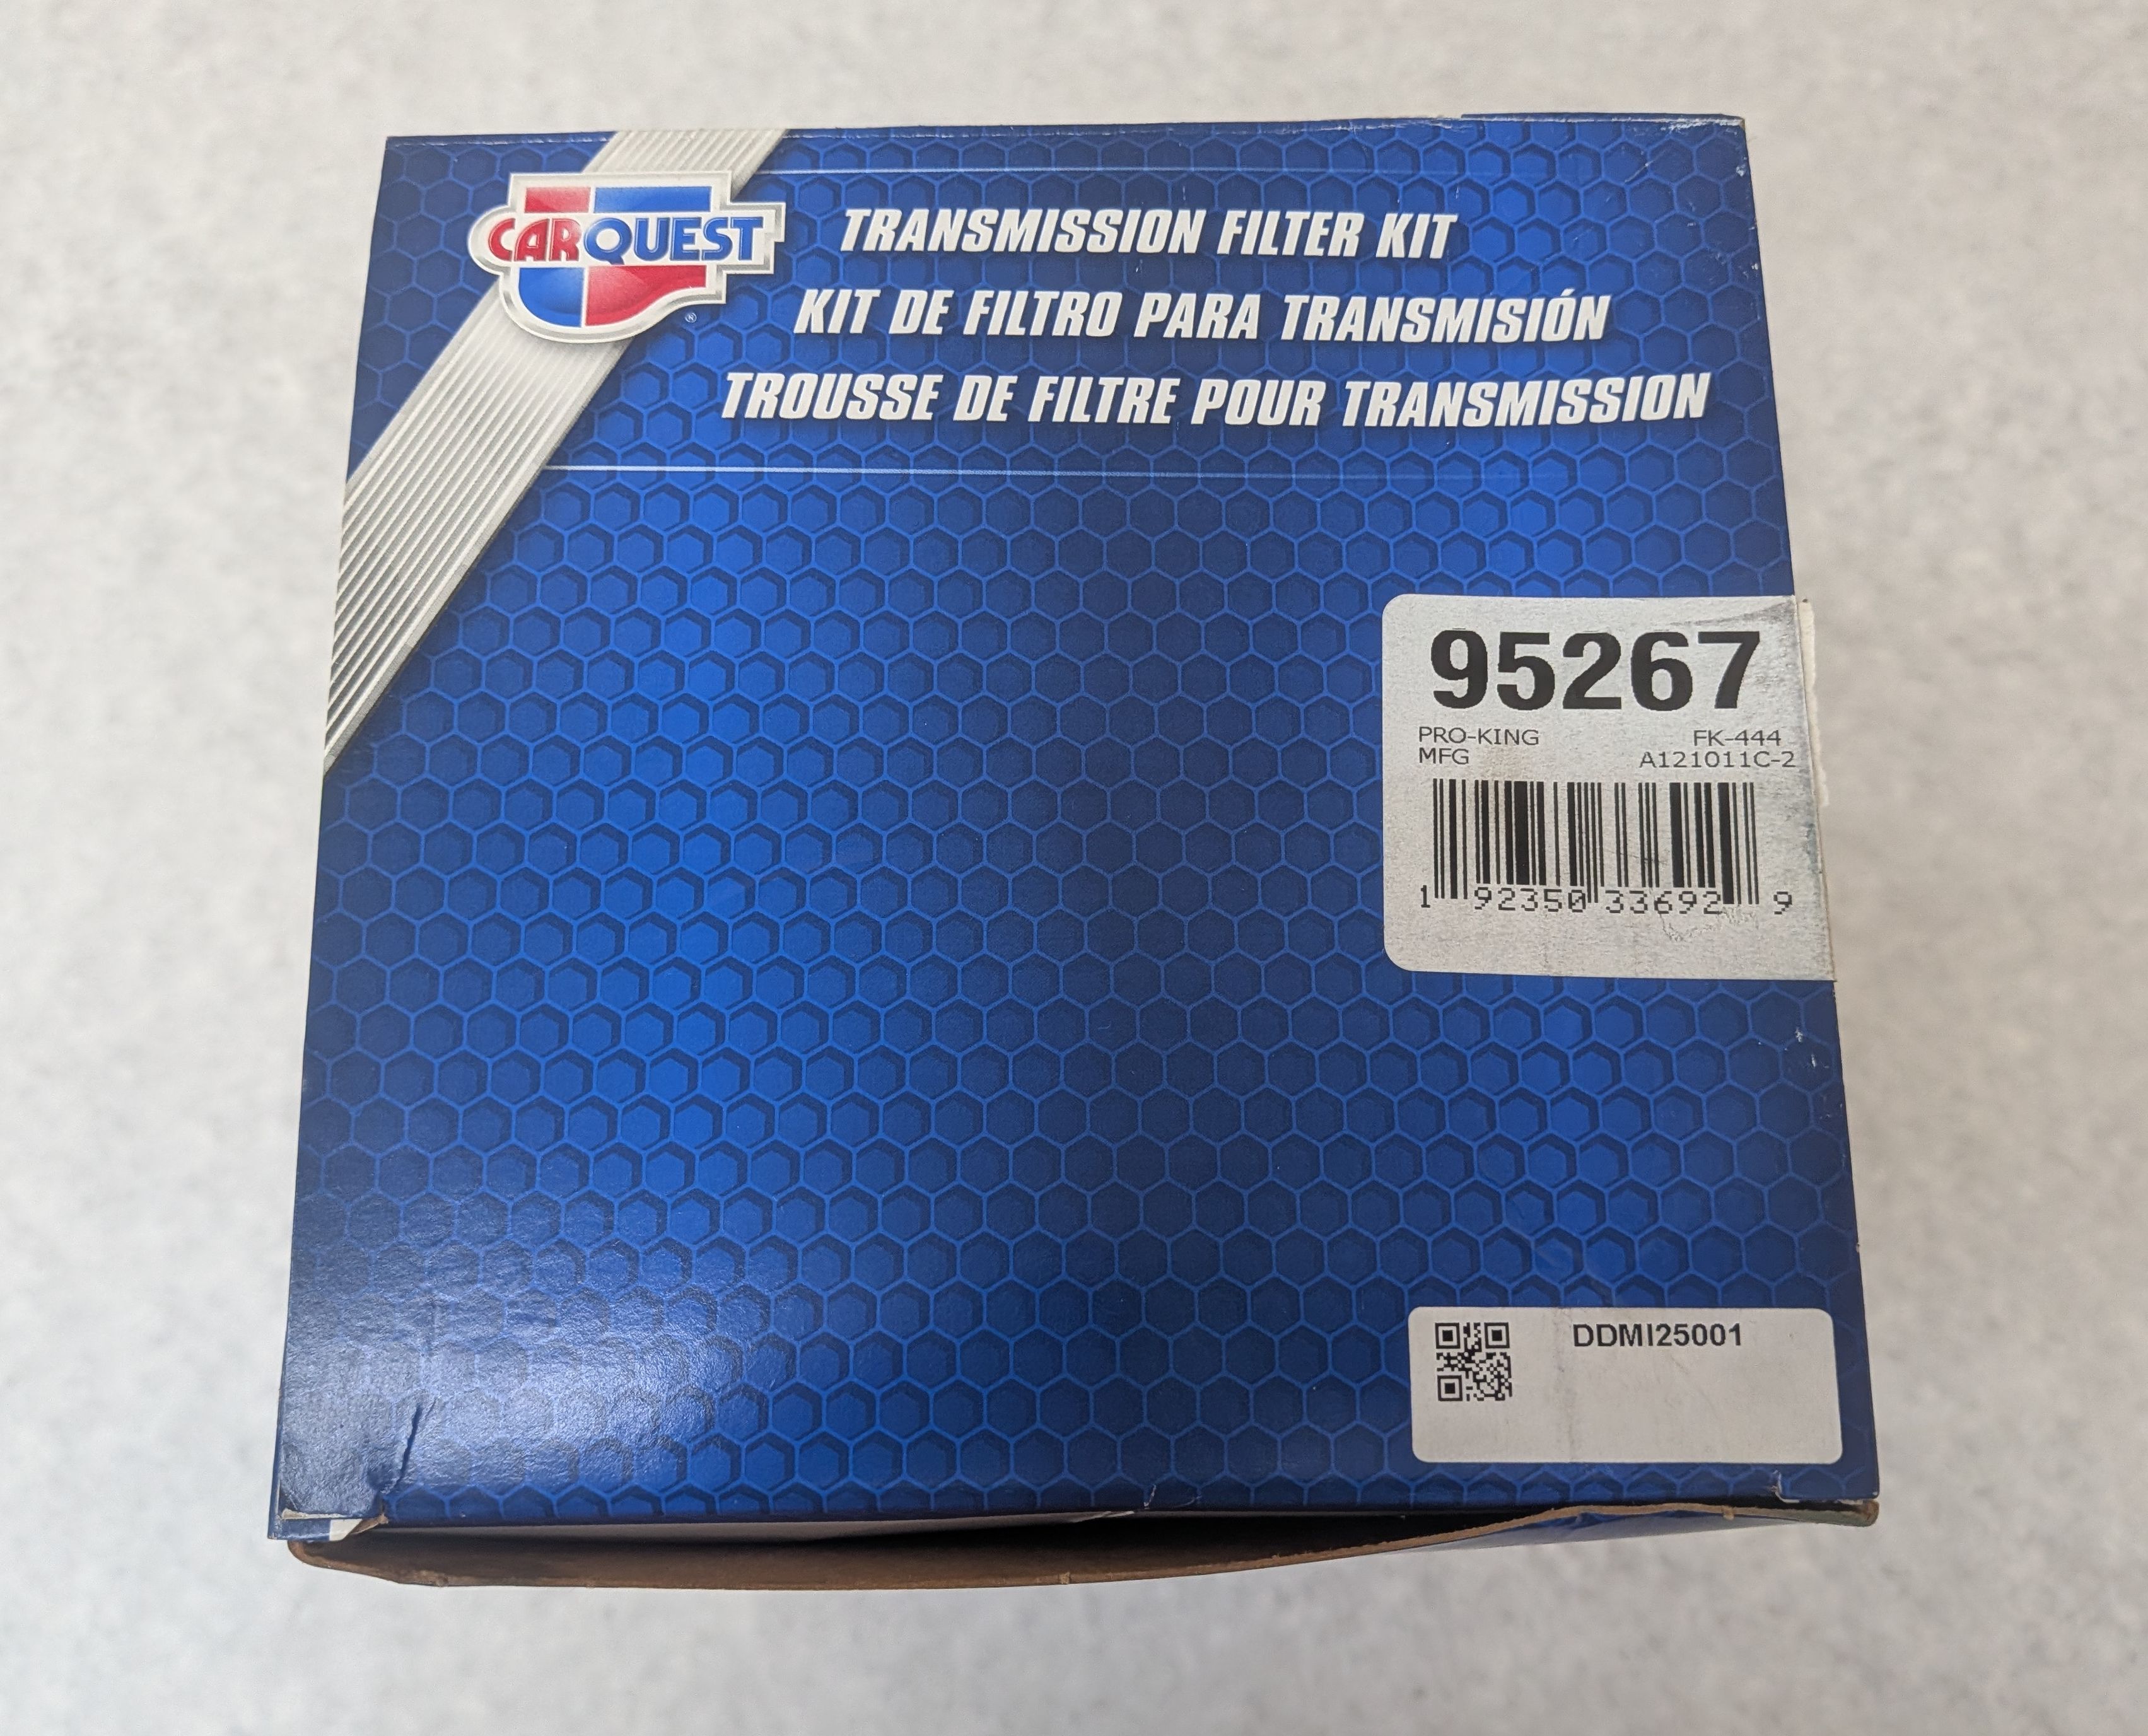 CARQUEST
®
TRANSMISSION FILTER KIT
KIT DE FILTRO PARA TRANSMISIÓN
TROUSSE DE FILTRE POUR TRANSMISSION
95267
PRO-KING FK-444
MFG A121011C-2
1 92350 33692 9
DDMI25001